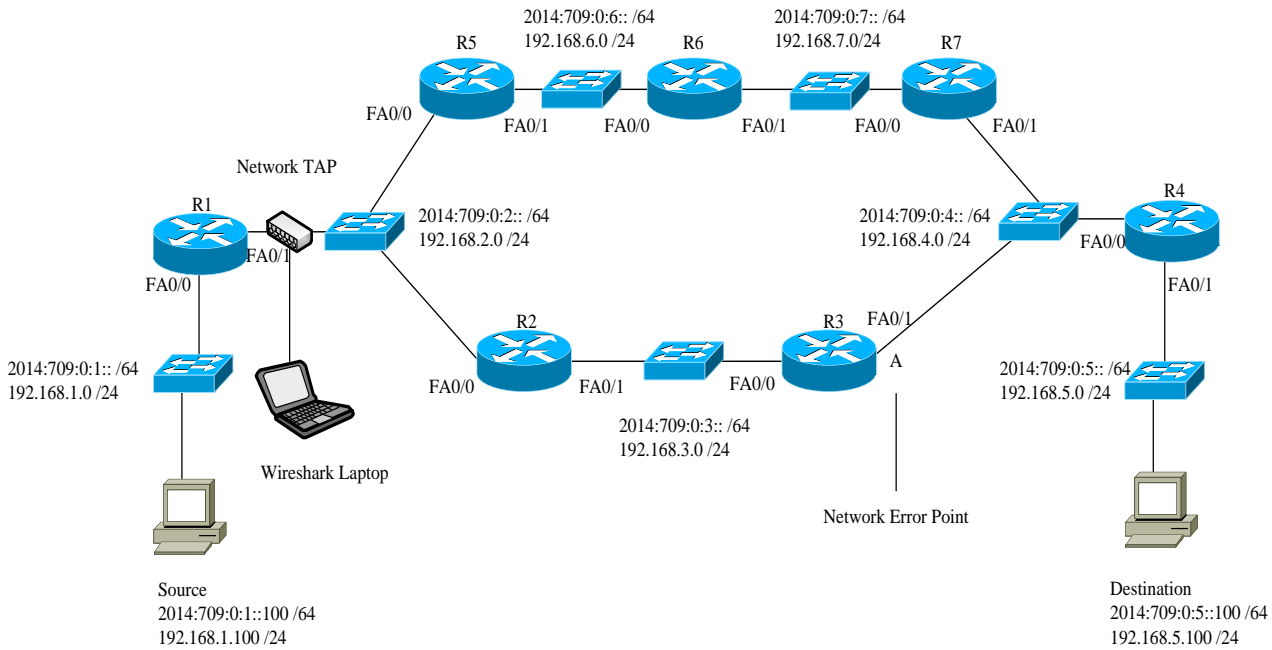 2014:709:0:6:: /64
192.168.6.0 /24
2014:709:0:7:: /64
192.168.7.0/24
R5
R6
R7
FA0/0
FA0/1
FA0/0
FA0/1
FA0/0
FA0/1
Network TAP
R1
FA0/1
FA0/0
2014:709:0:2:: /64
192.168.2.0 /24
2014:709:0:4:: /64
192.168.4.0 /24
R4
FA0/0
FA0/1
R2
FA0/0
FA0/1
R3
FA0/0
FA0/1
A
2014:709:0:1:: /64
192.168.1.0 /24
2014:709:0:3:: /64
192.168.3.0 /24
2014:709:0:5:: /64
192.168.5.0 /24
Wireshark Laptop
Network Error Point
Source
2014:709:0:1::100 /64
192.168.1.100 /24
Destination
2014:709:0:5::100 /64
192.168.5.100 /24